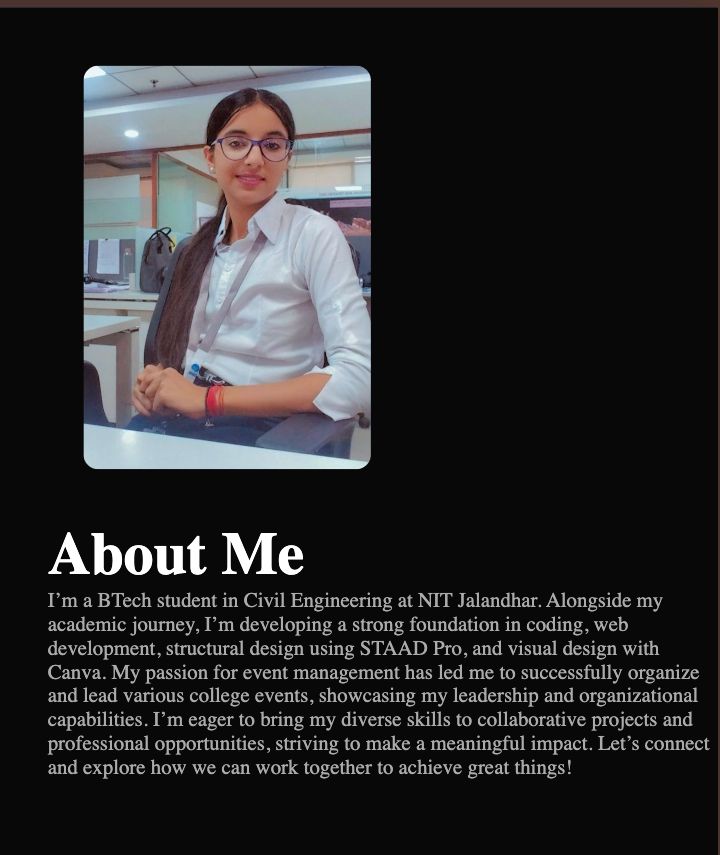 About Me
I’m a BTech student in Civil Engineering at NIT Jalandhar. Alongside my
academic journey, I’m developing a strong foundation in coding, web
development, structural design using STAAD Pro, and visual design with
Canva. My passion for event management has led me to successfully organize
and lead various college events, showcasing my leadership and organizational
capabilities. I’m eager to bring my diverse skills to collaborative projects and
professional opportunities, striving to make a meaningful impact. Let’s connect
and explore how we can work together to achieve great things!